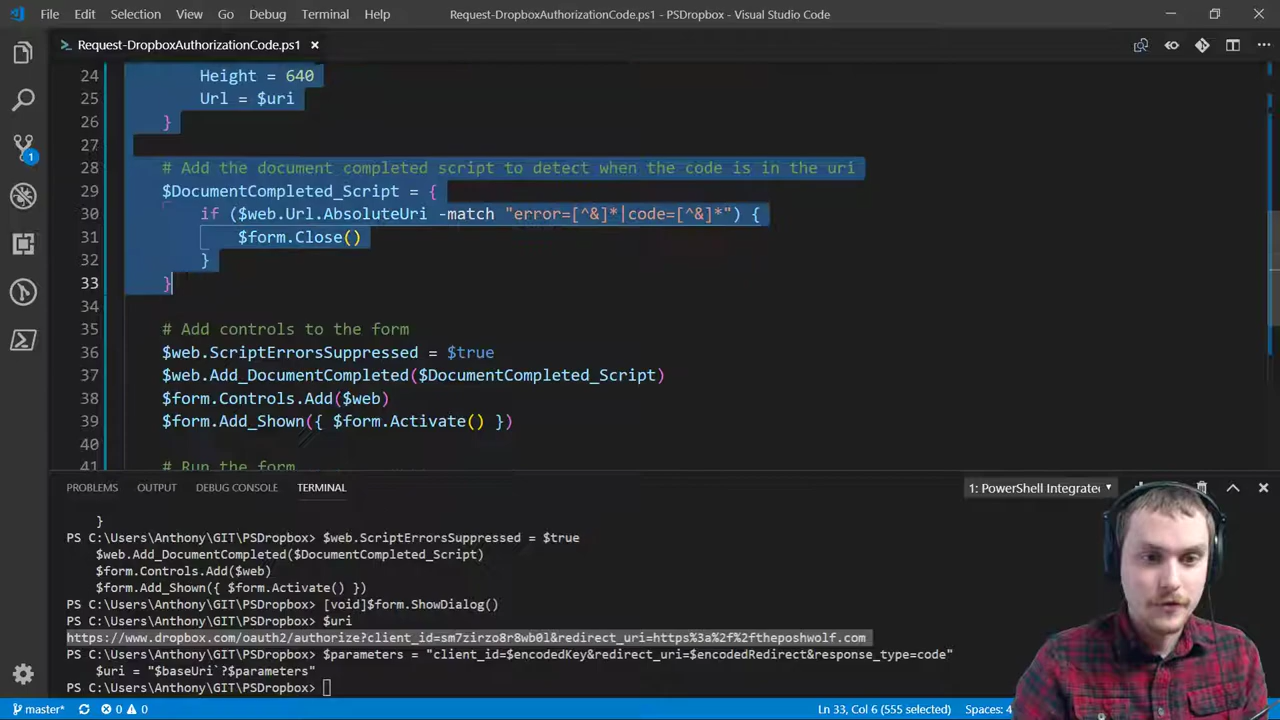 File Edit Selection View Go Debug Terminal Help Request-DropboxAuthorizationCode.ps1 - PSDropbox - Visual Studio Code
Request-DropboxAuthorizationCode.ps1
24 Height = 640
25 Url = $uri
26 }
27
28 # Add the document completed script to detect when the code is in the uri
29 $DocumentCompleted_Script = {
30 if ($web.Url.AbsoluteUri -match "error=[^&]*|code=[^&]*") {
31 $form.Close()
32 }
33 }
34
35 # Add controls to the form
36 $web.ScriptErrorsSuppressed = $true
37 $web.Add_DocumentCompleted($DocumentCompleted_Script)
38 $form.Controls.Add($web)
39 $form.Add_Shown({ $form.Activate() })
40
41 # Run the form
1
PROBLEMS OUTPUT DEBUG CONSOLE TERMINAL 1: PowerShell Integrate
}
PS C:\Users\Anthony\GIT\PSDropbox> $web.ScriptErrorsSuppressed = $true
$web.Add_DocumentCompleted($DocumentCompleted_Script)
$form.Controls.Add($web)
$form.Add_Shown({ $form.Activate() })
PS C:\Users\Anthony\GIT\PSDropbox> [void]$form.ShowDialog()
PS C:\Users\Anthony\GIT\PSDropbox> $uri
https://www.dropbox.com/oauth2/authorize?client_id=sm7zirzo8r8wb0l&redirect_uri=https%3a%2f%2ftheposhwolf.com
PS C:\Users\Anthony\GIT\PSDropbox> $parameters = "client_id=$encodedKey&redirect_uri=$encodedRedirect&response_type=code"
$uri = "$baseUri`?$parameters"
PS C:\Users\Anthony\GIT\PSDropbox>
master* 0 0 Ln 33, Col 6 (555 selected) Spaces: 4